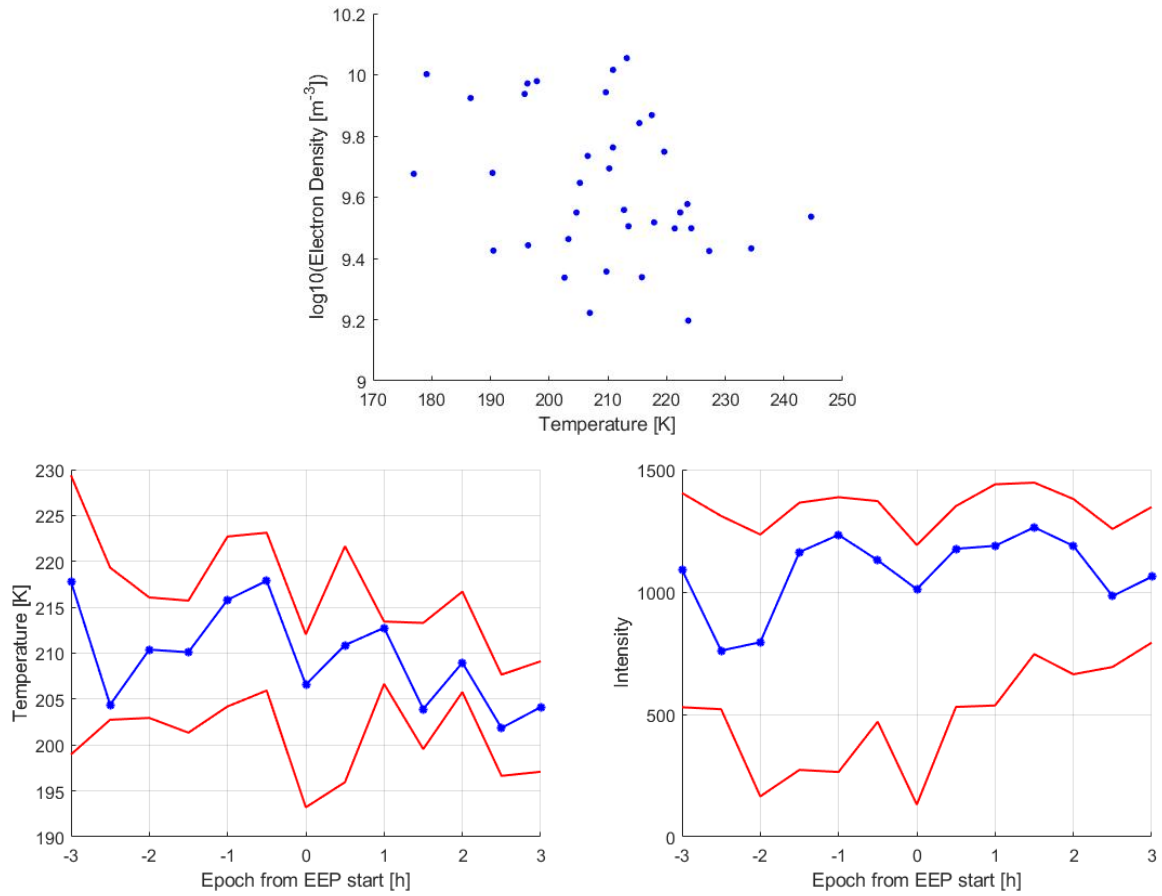 10.2
10
9.8
9.6
9.4
9.2
9
log10(Electron Density [m-3])
170 180 190 200 210 220 230 240 250
Temperature [K]
230
225
220
215
210
205
200
195
190
Temperature [K]
-3 -2 -1 0 1 2 3
Epoch from EEP start [h]
1500
1000
500
0
Intensity
-3 -2 -1 0 1 2 3
Epoch from EEP start [h]